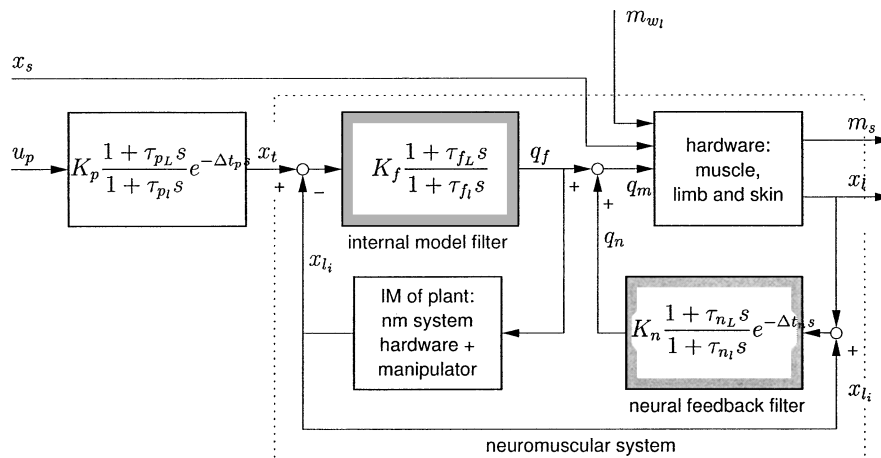 m_{w_l}
x_s
u_p
K_p \frac{1 + τ_{p_L} s}{1 + τ_{p_l} s} e^{-Δt_p s}
x_t
+
−
K_f \frac{1 + τ_{f_L} s}{1 + τ_{f_l} s}
internal model filter
q_f
+
+
q_m
q_n
hardware:
muscle,
limb and skin
m_s
x_l
x_{l_i}
IM of plant:
nm system
hardware +
manipulator
K_n \frac{1 + τ_{n_L} s}{1 + τ_{n_l} s} e^{-Δt_n s}
neural feedback filter
−
+
x_{l_i}
neuromuscular system